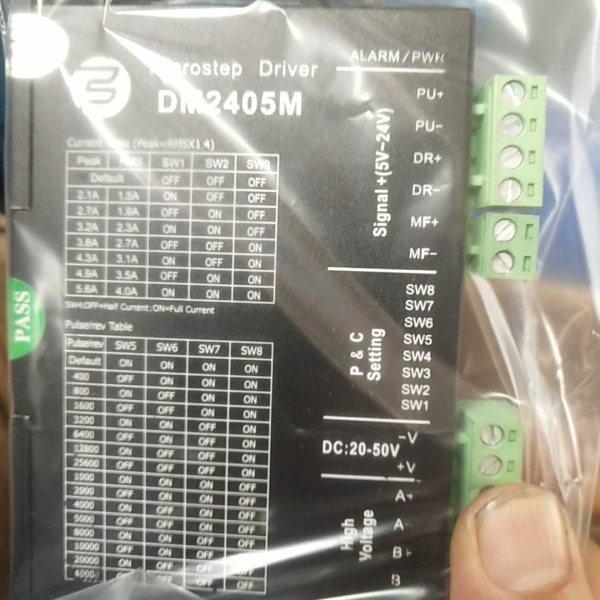 Driver
DM2405M
ALARM/PWR
PU+
PU-
DR+
DR-
MF+
MF-
Signal +(5V~24V)
Peak RMS SW1 SW2 SW3
Default OFF OFF OFF
2.1A 1.5A ON OFF OFF
2.7A 1.9A OFF ON OFF
3.2A 2.3A ON ON OFF
3.8A 2.7A OFF OFF ON
4.3A 3.1A ON OFF ON
4.9A 3.5A OFF ON ON
5.6A 4.0A ON ON ON
SW4:OFF=Half Current:ON=Full Current
PASS
SW8
SW7
SW6
SW5
SW4
SW3
SW2
SW1
P & C
Setting
Pulse/rev Table
Pulse/rev SW5 SW6 SW7 SW8
Default ON ON ON ON
400 OFF ON ON ON
800 ON OFF ON ON
1600 OFF OFF ON ON
3200 ON ON OFF ON
6400 OFF ON OFF ON
12800 ON OFF OFF ON
25600 OFF OFF OFF ON
1000 ON ON ON OFF
2000 OFF ON ON OFF
4000 ON OFF ON OFF
5000 OFF OFF ON OFF
8000 ON ON OFF OFF
10000 OFF ON OFF OFF
20000 ON OFF OFF OFF
OFF OFF OFF OFF
DC:20-50V
-V
+V
High
Voltage
A+
A
B
B